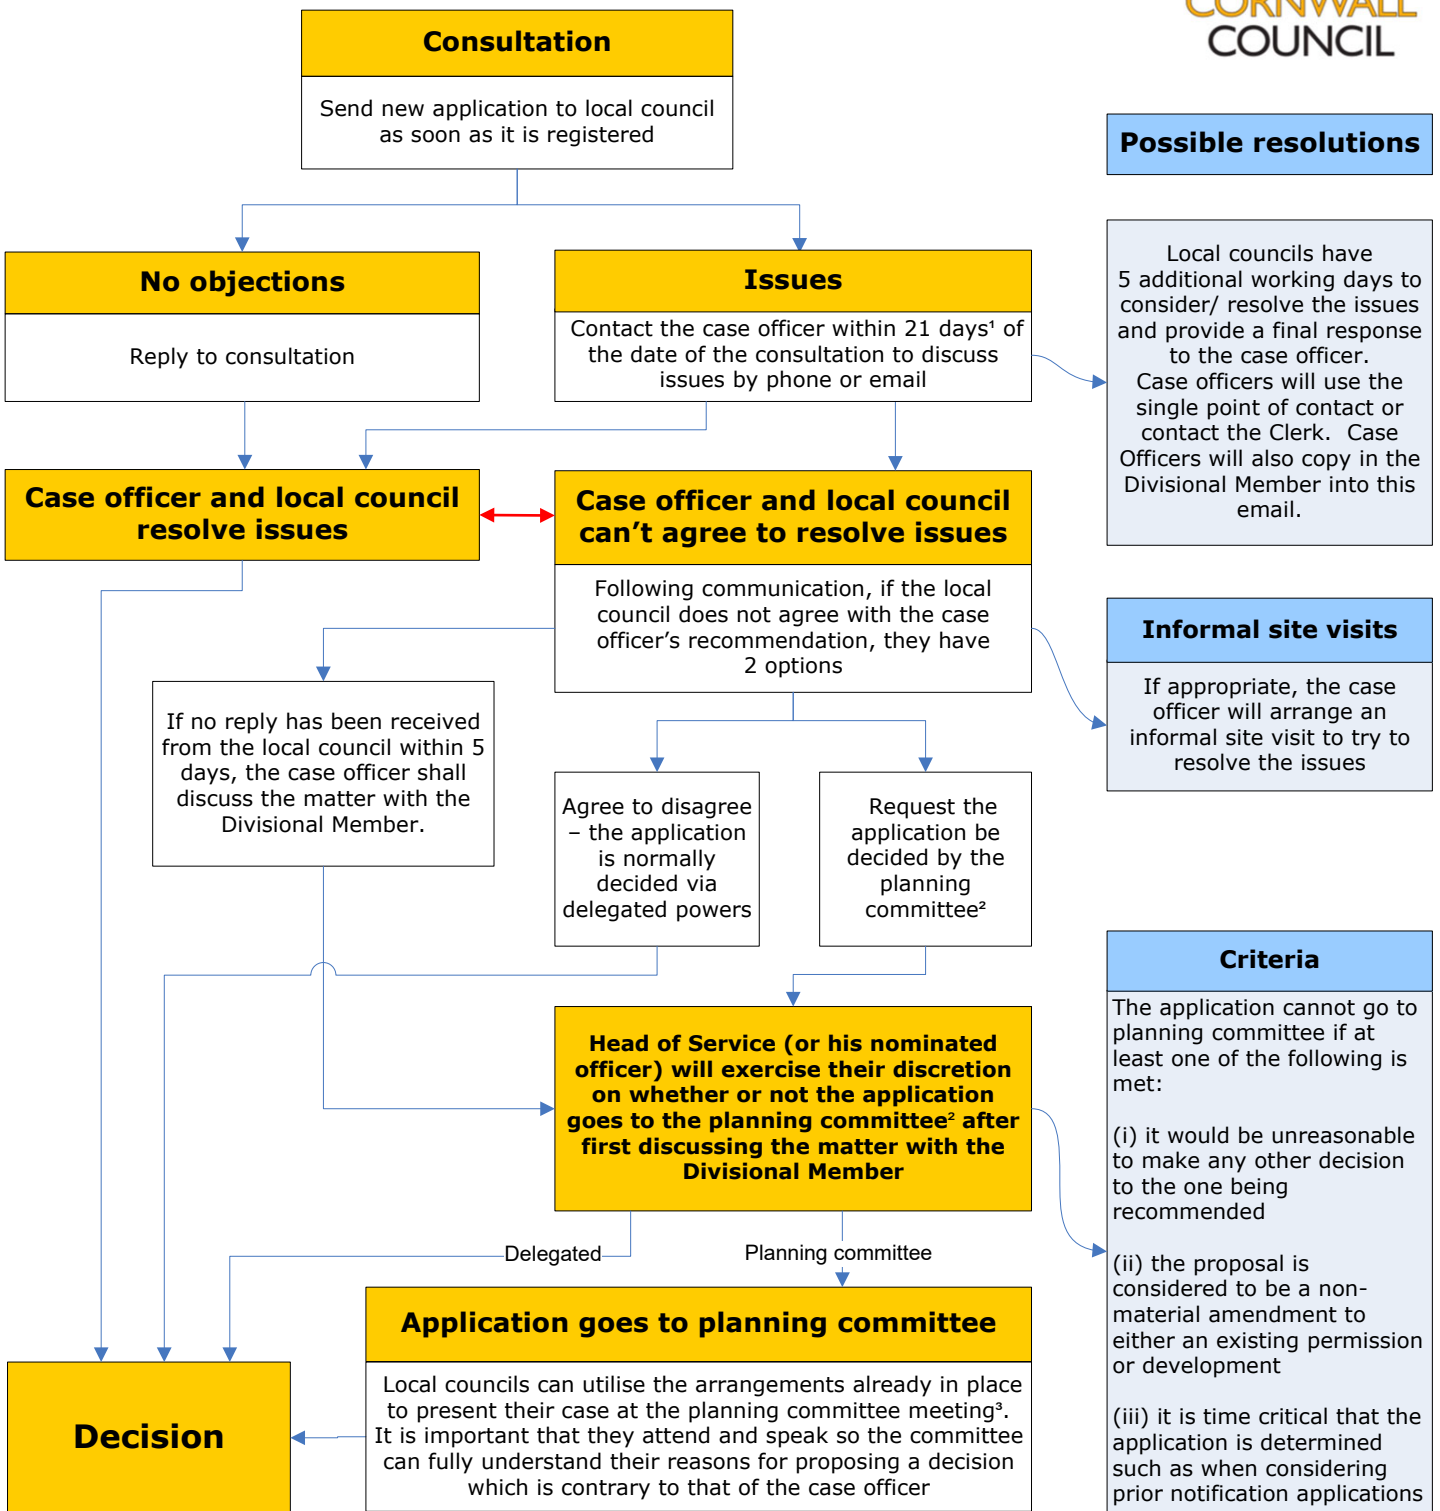 CORNWALL
COUNCIL
Consultation
Send new application to local council
as soon as it is registered
Possible resolutions
Local councils have
5 additional working days to
consider/ resolve the issues
and provide a final response
to the case officer.
Case officers will use the
single point of contact or
contact the Clerk. Case
Officers will also copy in the
Divisional Member into this
email.
No objections
Reply to consultation
Issues
Contact the case officer within 21 days¹ of
the date of the consultation to discuss
issues by phone or email
Case officer and local council
resolve issues
Case officer and local council
can’t agree to resolve issues
Following communication, if the local
council does not agree with the case
officer’s recommendation, they have
2 options
Informal site visits
If appropriate, the case
officer will arrange an
informal site visit to try to
resolve the issues
If no reply has been received
from the local council within 5
days, the case officer shall
discuss the matter with the
Divisional Member.
Agree to disagree
– the application
is normally
decided via
delegated powers
Request the
application be
decided by the
planning
committee²
Head of Service (or his nominated
officer) will exercise their discretion
on whether or not the application
goes to the planning committee² after
first discussing the matter with the
Divisional Member
Criteria
The application cannot go to
planning committee if at
least one of the following is
met:
(i) it would be unreasonable
to make any other decision
to the one being
recommended
(ii) the proposal is
considered to be a non-
material amendment to
either an existing permission
or development
(iii) it is time critical that the
application is determined
such as when considering
prior notification applications
Delegated
Planning committee
Application goes to planning committee
Local councils can utilise the arrangements already in place
to present their case at the planning committee meeting³.
It is important that they attend and speak so the committee
can fully understand their reasons for proposing a decision
which is contrary to that of the case officer
Decision